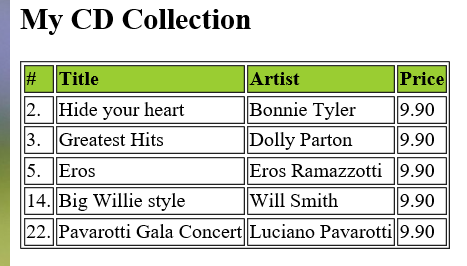 My CD Collection
# Title Artist Price
2. Hide your heart Bonnie Tyler 9.90
3. Greatest Hits Dolly Parton 9.90
5. Eros Eros Ramazzotti 9.90
14. Big Willie style Will Smith 9.90
22. Pavarotti Gala Concert Luciano Pavarotti 9.90